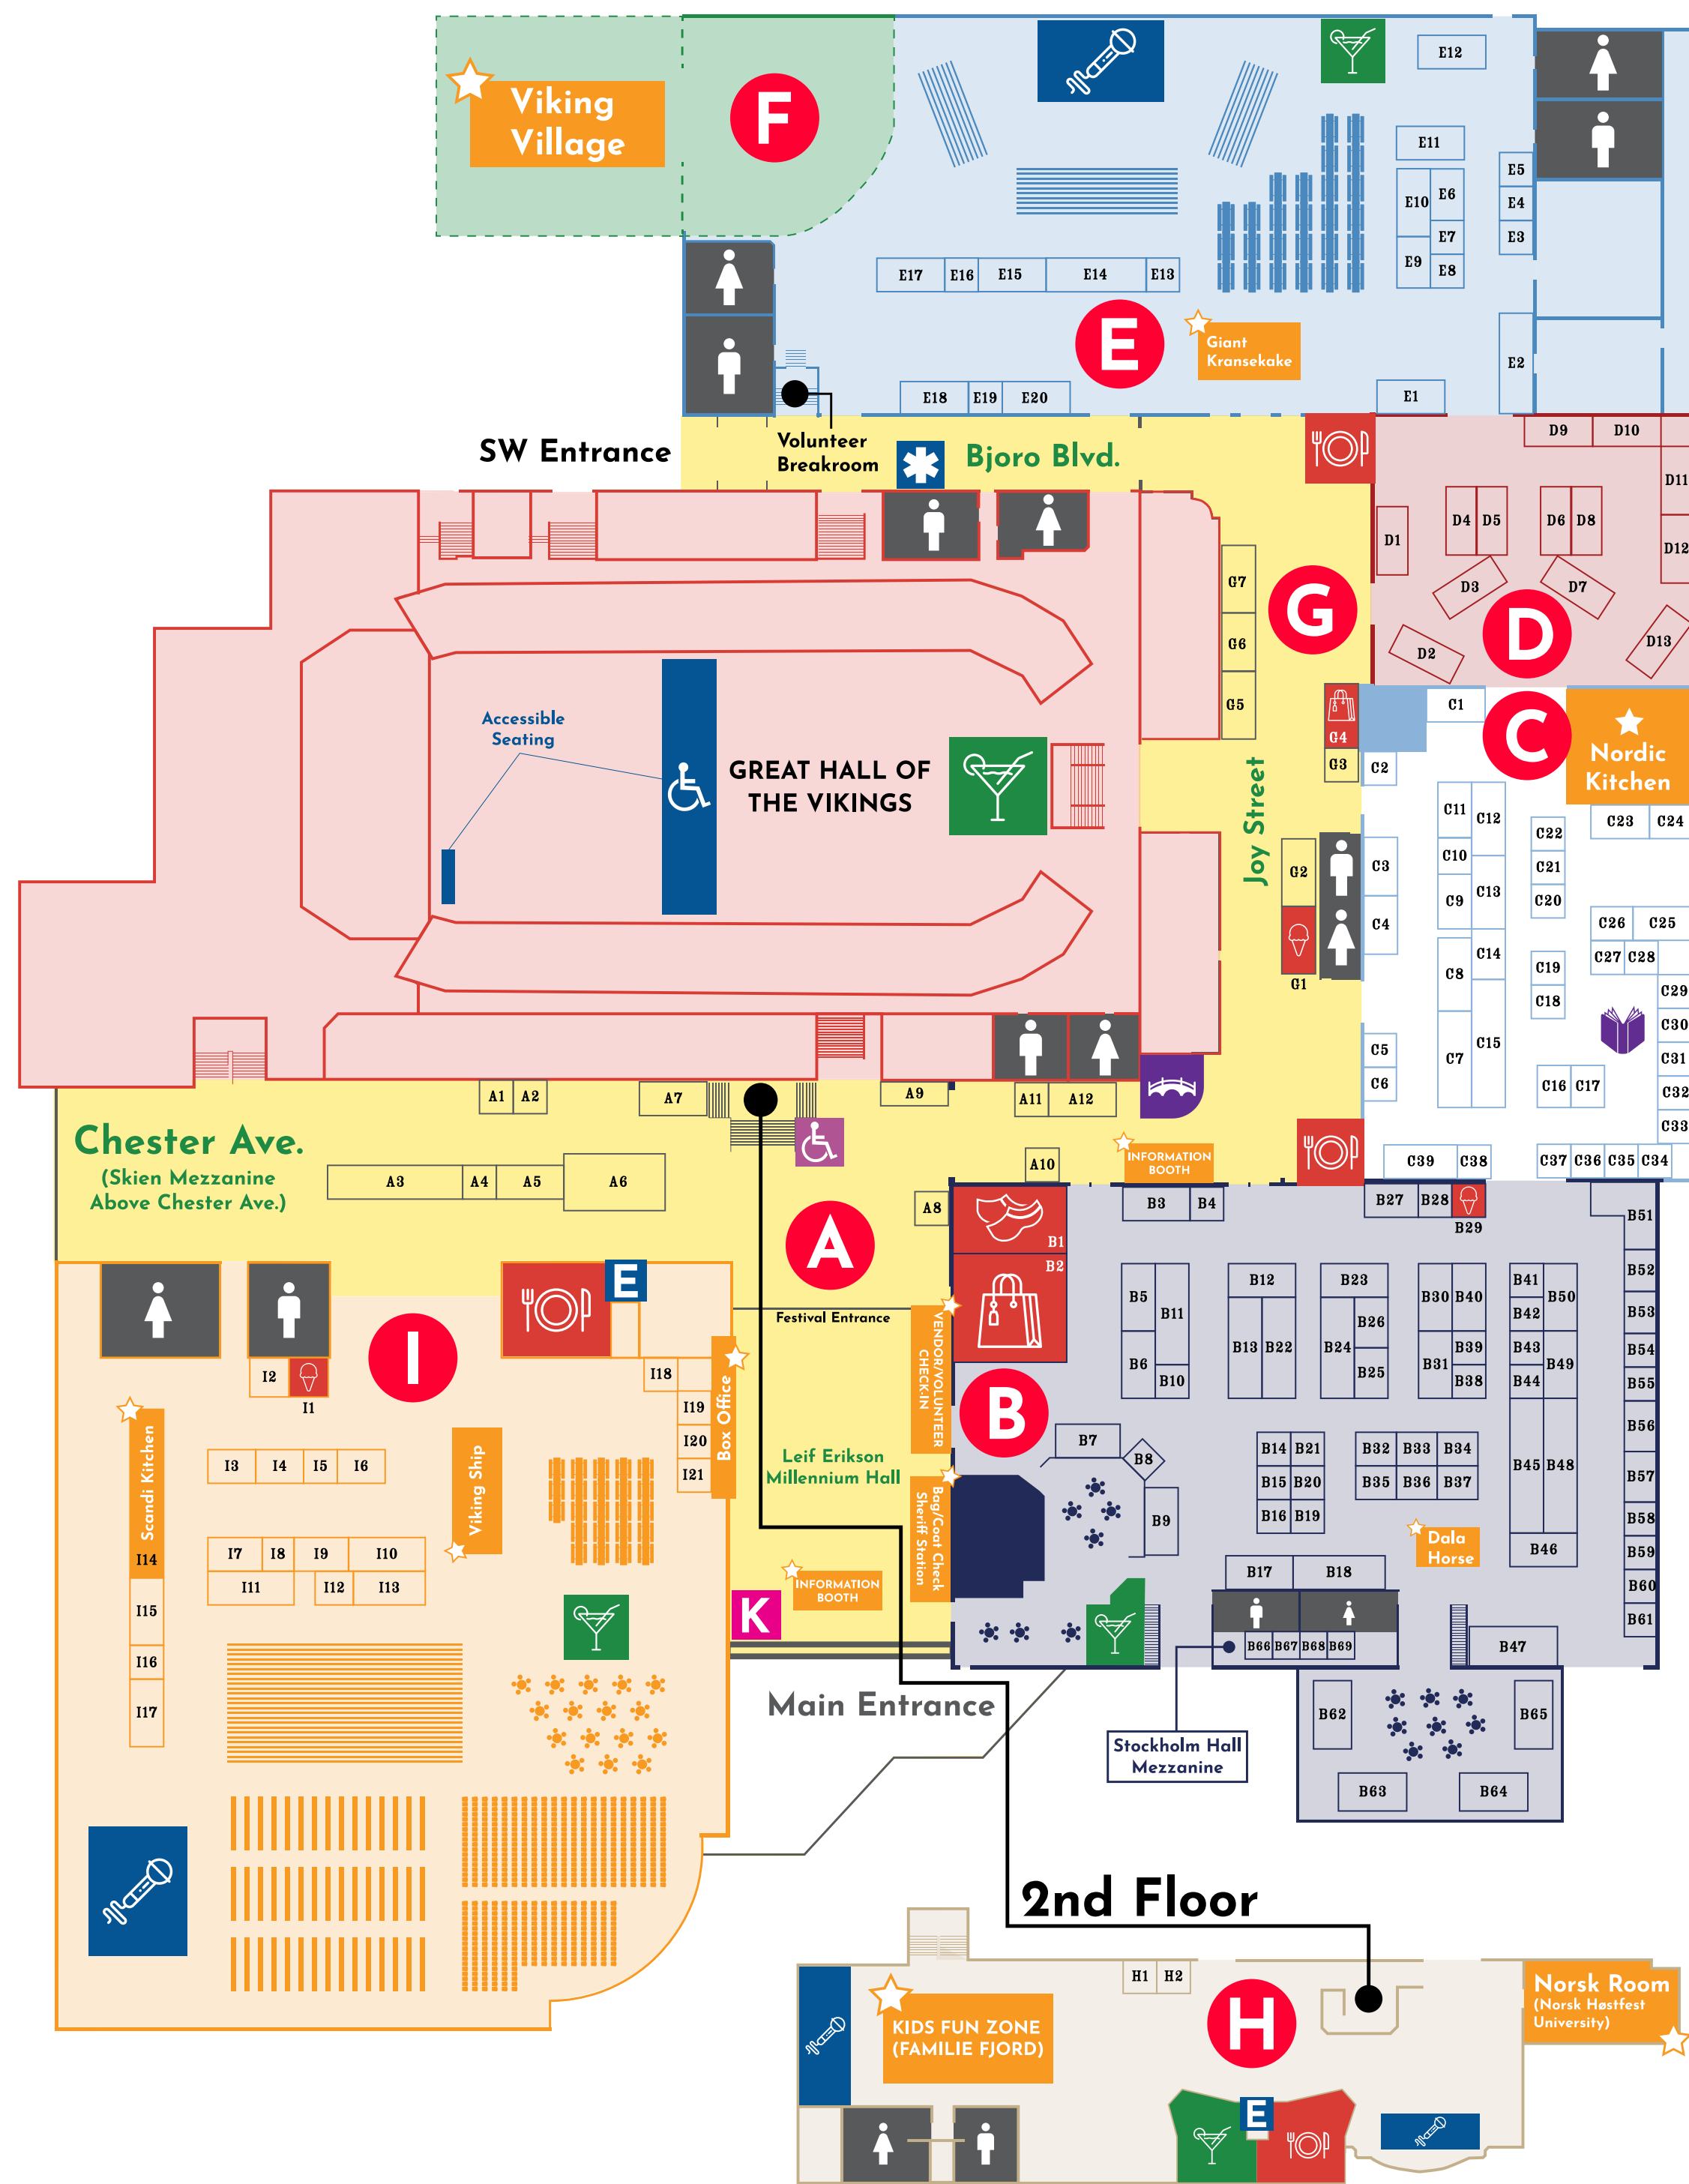 Viking
Village
F
E12
E11
E5
E10
E6
E4
E7
E3
E9
E8
E17
E16
E15
E14
E13
E
Giant
Kransekake
E2
E18
E19
E20
E1
SW Entrance
Volunteer
Breakroom
Bjoro Blvd.
D9
D10
D11
D4
D5
D6
D8
D1
D12
D3
D7
D
D2
D13
G7
G
G6
G5
G4
G3
C1
C
C2
Nordic
Kitchen
Accessible
Seating
GREAT HALL OF
THE VIKINGS
Joy Street
C11
C12
C22
C23
C24
C10
C21
C3
G2
C13
C9
C20
C4
C26
C25
C14
C27
C28
C8
C19
G1
C18
C29
C30
C15
C5
C7
C31
C6
C16
C17
C32
C33
A1
A2
A7
A9
A11
A12
Chester Ave.
(Skien Mezzanine
Above Chester Ave.)
A3
A4
A5
A6
A10
INFORMATION
BOOTH
C39
C38
C37
C36
C35
C34
A8
A
B1
B2
B3
B4
B27
B28
B29
B51
E
Festival Entrance
VENDOR/VOLUNTEER
CHECK-IN
B5
B11
B12
B23
B30
B40
B41
B50
B52
B42
B53
B6
B10
B13
B22
B24
B26
B25
B31
B39
B38
B43
B44
B49
B54
B55
I
I2
I1
I18
I19
I20
I21
Box Office
B
B7
B8
B9
B14
B21
B15
B20
B16
B19
B32
B33
B34
B35
B36
B37
B45
B48
B56
B57
B58
Scandi Kitchen
I14
I3
I4
I5
I6
Viking Ship
Leif Erikson
Millennium Hall
Bag/Coat Check
Sheriff Station
Dala
Horse
B46
B59
I7
I8
I9
I10
I11
I12
I13
INFORMATION
BOOTH
K
B17
B18
B60
B61
I15
I16
I17
B66
B67
B68
B69
B47
Main Entrance
Stockholm Hall
Mezzanine
B62
B65
B63
B64
2nd Floor
H1
H2
H
Norsk Room
(Norsk Høstfest
University)
KIDS FUN ZONE
(FAMILIE FJORD)
E